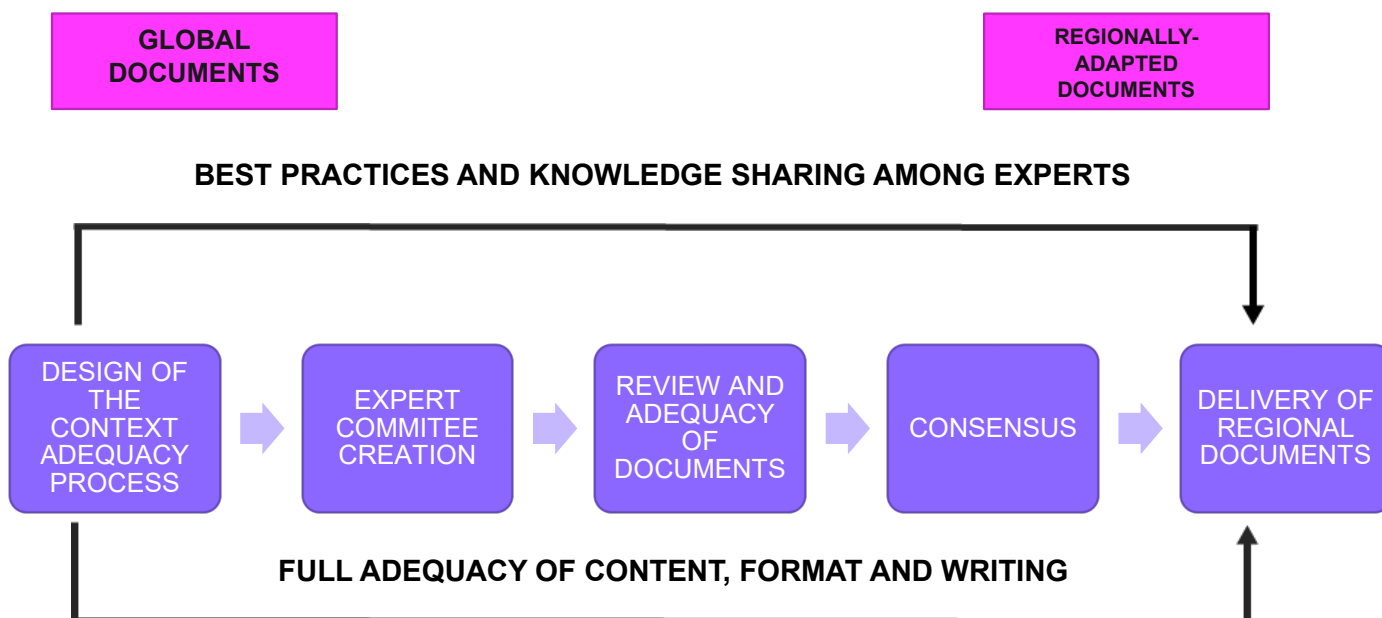 GLOBAL
DOCUMENTS
REGIONALLY-
ADAPTED
DOCUMENTS
BEST PRACTICES AND KNOWLEDGE SHARING AMONG EXPERTS
DESIGN OF
THE
CONTEXT
ADEQUACY
PROCESS
EXPERT
COMMITEE
CREATION
REVIEW AND
ADEQUACY
OF
DOCUMENTS
CONSENSUS
DELIVERY OF
REGIONAL
DOCUMENTS
FULL ADEQUACY OF CONTENT, FORMAT AND WRITING